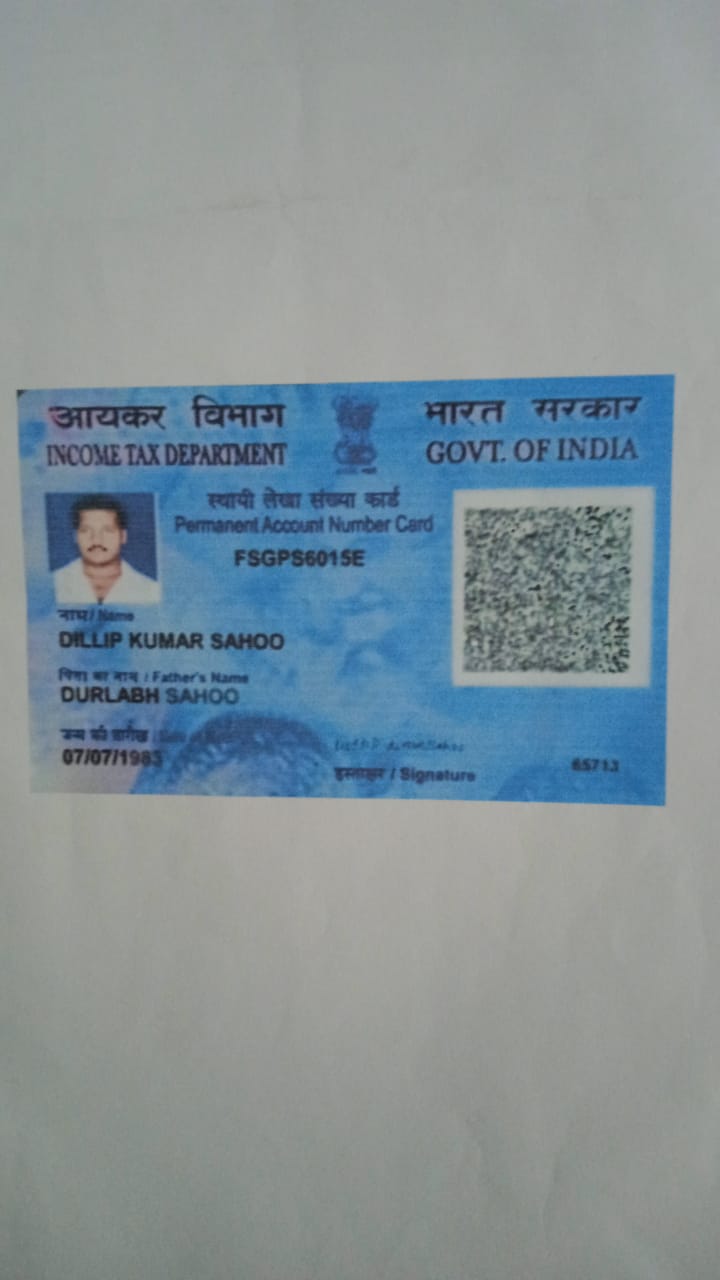 आयकर विभाग
INCOME TAX DEPARTMENT
भारत सरकार
GOVT. OF INDIA
स्थायी लेखा संख्या कार्ड
Permanent Account Number Card
FSGPS6015E
नाम / Name
DILLIP KUMAR SAHOO
पिता का नाम / Father's Name
DURLABH SAHOO
जन्म की तारीख /
07/07/1983
हस्ताक्षर / Signature
65713